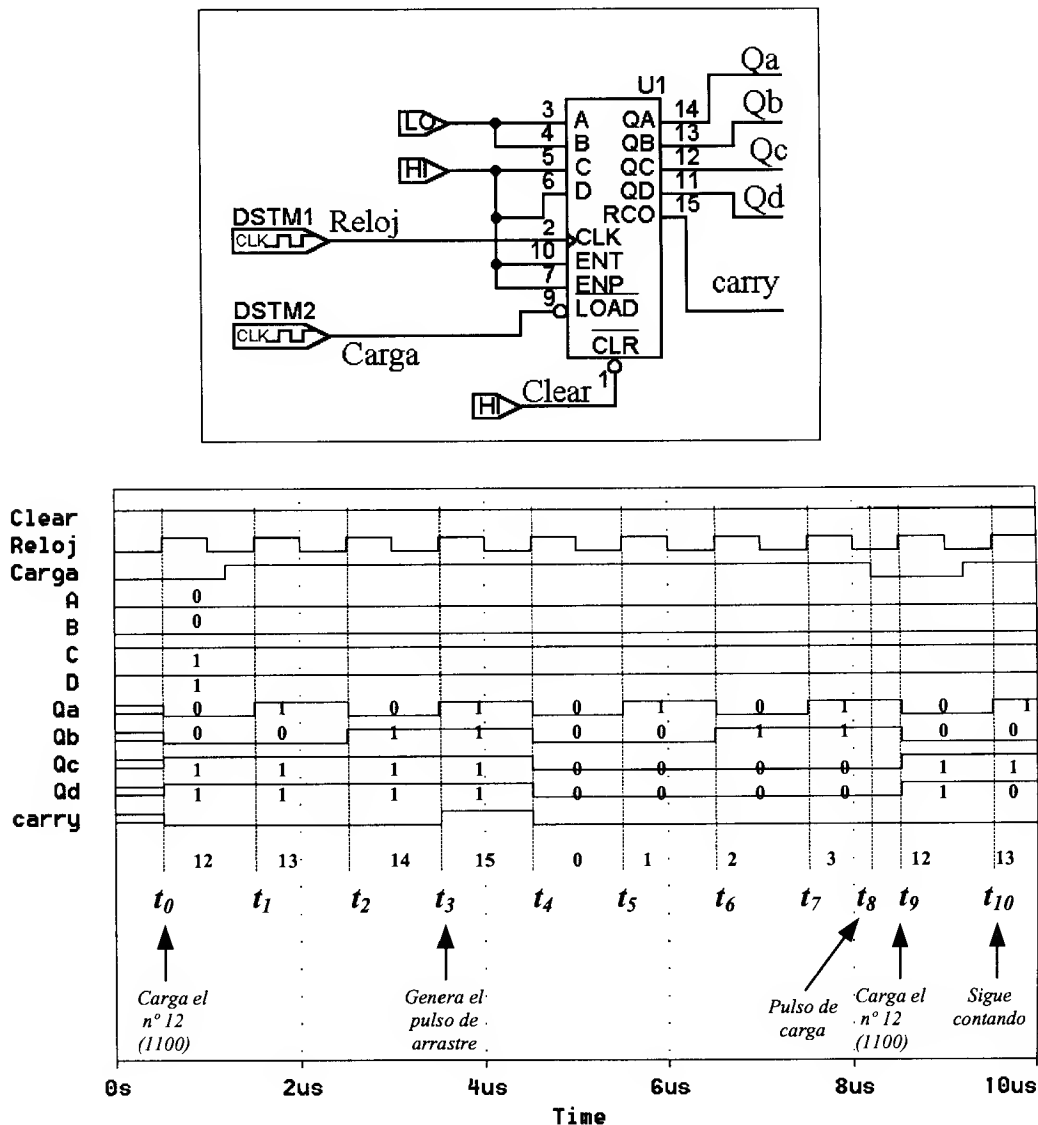 U1
LO
HI
DSTM1
CLK
Reloj
DSTM2
CLK
Carga
HI
Clear
3 A QA 14 Qa
4 B QB 13 Qb
5 C QC 12 Qc
6 D QD 11 Qd
RCO 15 carry
2 CLK
10 ENT
7 ENP
9 LOAD
CLR
1
Clear
Reloj
Carga
A 0
B 0
C 1
D 1
Qa 0 1 0 1 0 1 0 1 0 1
Qb 0 0 1 1 0 0 1 1 0 0
Qc 1 1 1 1 0 0 0 0 1 1
Qd 1 1 1 1 0 0 0 0 1 0
carry
12 13 14 15 0 1 2 3 12 13
t0 t1 t2 t3 t4 t5 t6 t7 t8 t9 t10
Carga el
nº 12
(1100)
Genera el
pulso de
arrastre
Pulso de
carga
Carga el
nº 12
(1100)
Sigue
contando
0s 2us 4us 6us 8us 10us
Time